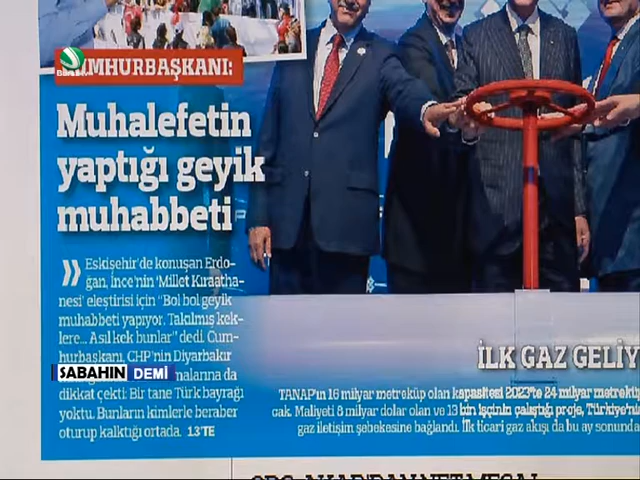 CUMHURBAŞKANI:
Muhalefetin
yaptığı geyik
muhabbeti
Eskişehir'de konuşan Erdo-
ğan, İnce'nin 'Millet Kıraatha-
nesi' eleştirisi için "Bol bol geyik
muhabbeti yapıyor. Takılmış kek-
lere... Asıl kek bunlar" dedi. Cum-
hurbaşkanı, CHP'nin Diyarbakır
malarına da
dikkat çekti: Bir tane Türk bayrağı
yoktu. Bunların kimlerle beraber
oturup kalktığı ortada. 13'TE
SABAHIN DEMİ
İLK GAZ GELİY
TANAP'ın 16 milyar metreküp olan kapasitesi 2023'te 24 milyar metreküp
cak. Maliyeti 8 milyar dolar olan ve 13 bin işçinin çalıştığı proje, Türkiye'nin
gaz iletişim şebekesine bağlandı. İlk ticari gaz akışı da bu ay sonunda